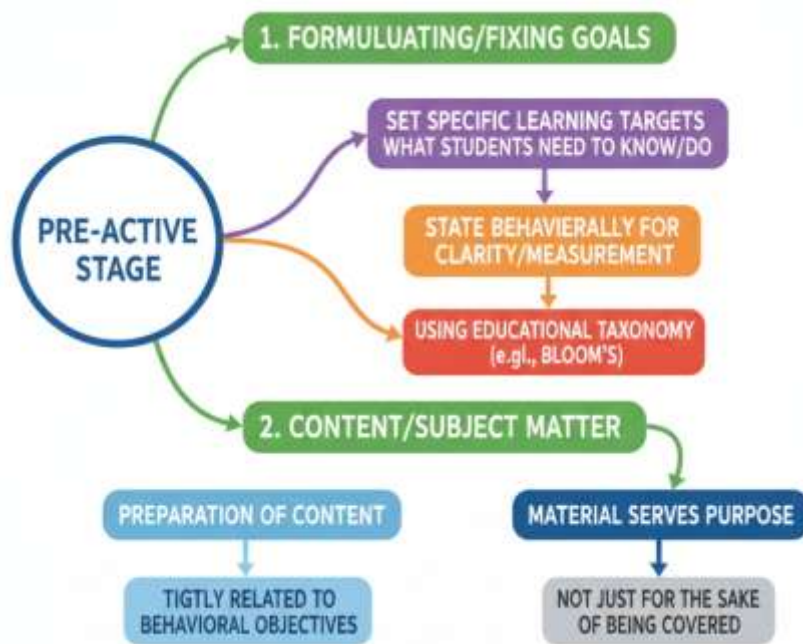 1. FORMULUATING/FIXING GOALS
SET SPECIFIC LEARNING TARGETS
WHAT STUDENTS NEED TO KNOW/DO
PRE-ACTIVE
STAGE
STATE BEHAVIERALLY FOR
CLARITY/MEASUREMENT
USING EDUCATIONAL TAXONOMY
(e.gl., BLOOM'S)
2. CONTENT/SUBJECT MATTER
PREPARATION OF CONTENT
MATERIAL SERVES PURPOSE
TIGTLY RELATED TO
BEHAVIORAL OBJECTIVES
NOT JUST FOR THE SAKE
OF BEING COVERED